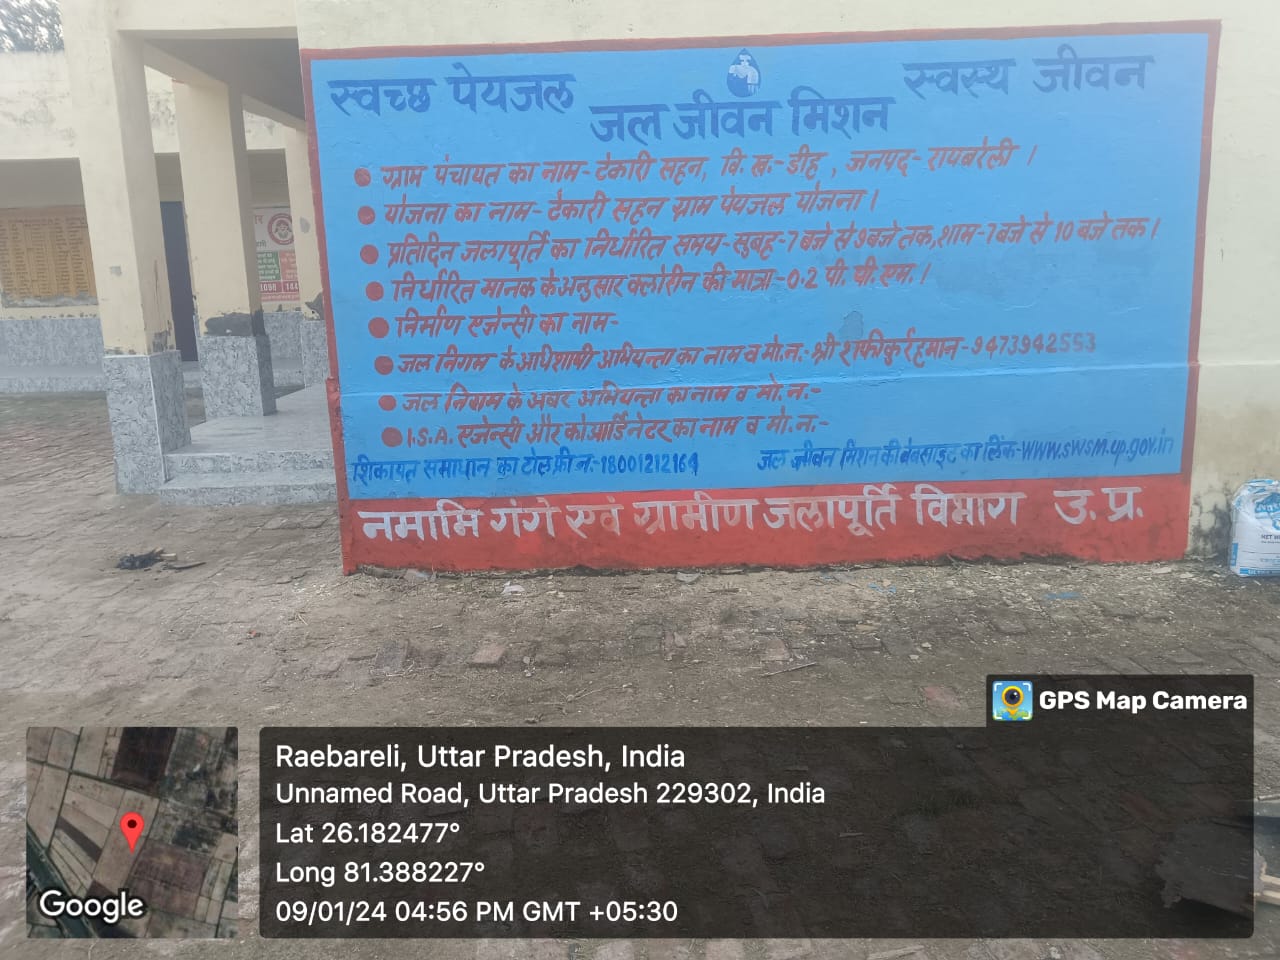 स्वच्छ पेयजल
स्वस्थ जीवन
जल जीवन मिशन
ग्राम पंचायत का नाम- टेकारी सहन, वि. ख.- डीह, जनपद- रायबरेली ।
योजना का नाम- टेकारी सहन ग्राम पेयजल योजना ।
प्रतिदिन जलापूर्ति का निर्धारित समय- सुबह- 7 बजे से 9 बजे तक, शाम- 7 बजे से 10 बजे तक ।
निर्धारित मानक के अनुसार क्लोरीन की मात्रा- 0.2 पी. पी. एम. ।
निर्माण एजेन्सी का नाम-
जल निगम के अधिशाषी अभियन्ता का नाम व मो. न.- श्री शफीकुर्रहमान- 9473942553
जल निगम के अवर अभियन्ता का नाम व मो. न.-
I.S.A. एजेन्सी और कोआर्डिनेटर का नाम व मो. न.-
शिकायत समाधान का टोल फ्री न.- 18001212164
जल जीवन मिशन की वेबसाइट का लिंक- www.swsm.up.gov.in
नमामि गंगे एवं ग्रामीण जलापूर्ति विभाग उ. प्र.
GPS Map Camera
Raebareli, Uttar Pradesh, India
Unnamed Road, Uttar Pradesh 229302, India
Lat 26.182477°
Long 81.388227°
09/01/24 04:56 PM GMT +05:30
Google